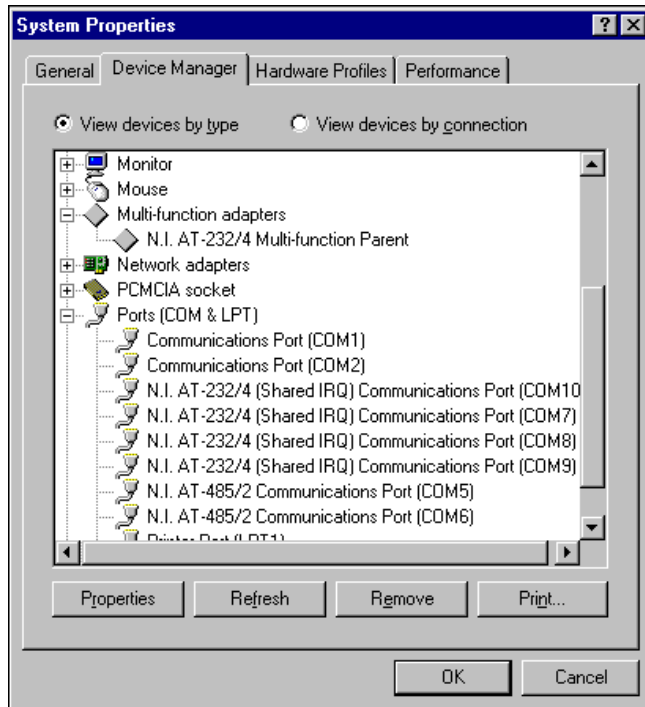 System Properties
General Device Manager Hardware Profiles Performance
View devices by type View devices by connection
Monitor
Mouse
Multi-function adapters
N.I. AT-232/4 Multi-function Parent
Network adapters
PCMCIA socket
Ports (COM & LPT)
Communications Port (COM1)
Communications Port (COM2)
N.I. AT-232/4 (Shared IRQ) Communications Port (COM10
N.I. AT-232/4 (Shared IRQ) Communications Port (COM7)
N.I. AT-232/4 (Shared IRQ) Communications Port (COM8)
N.I. AT-232/4 (Shared IRQ) Communications Port (COM9)
N.I. AT-485/2 Communications Port (COM5)
N.I. AT-485/2 Communications Port (COM6)
Printer Port (LPT1)
Properties Refresh Remove Print...
OK Cancel